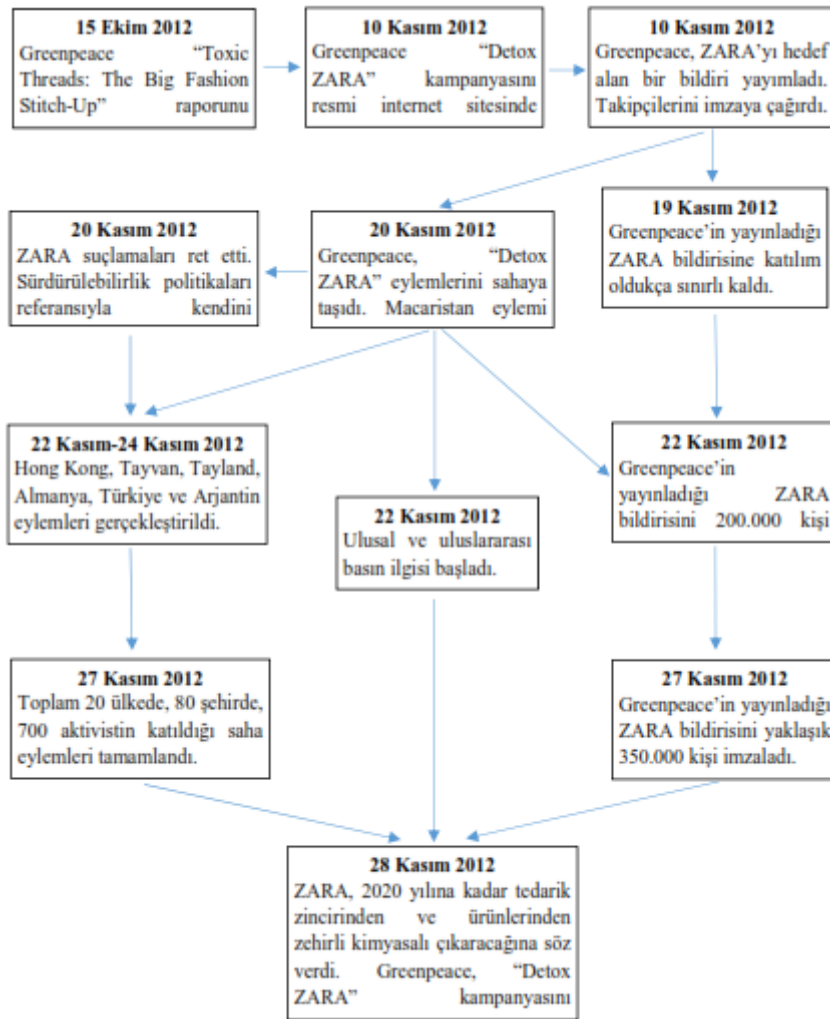 15 Ekim 2012
Greenpeace “Toxic
Threads: The Big Fashion
Stitch-Up” raporunu
10 Kasım 2012
Greenpeace “Detox
ZARA” kampanyasını
resmi internet sitesinde
10 Kasım 2012
Greenpeace, ZARA’yı hedef
alan bir bildiri yayımladı.
Takipçilerini imzaya çağırdı.
20 Kasım 2012
ZARA suçlamaları ret etti.
Sürdürülebilirlik politikaları
referansıyla kendini
20 Kasım 2012
Greenpeace, “Detox
ZARA” eylemlerini sahaya
taşıdı. Macaristan eylemi
19 Kasım 2012
Greenpeace’in yayınladığı
ZARA bildirisine katılım
oldukça sınırlı kaldı.
22 Kasım-24 Kasım 2012
Hong Kong, Tayvan, Tayland,
Almanya, Türkiye ve Arjantin
eylemleri gerçekleştirildi.
22 Kasım 2012
Ulusal ve uluslararası
basın ilgisi başladı.
22 Kasım 2012
Greenpeace’in
yayınladığı ZARA
bildirisini 200.000 kişi
27 Kasım 2012
Toplam 20 ülkede, 80 şehirde,
700 aktivistin katıldığı saha
eylemleri tamamlandı.
27 Kasım 2012
Greenpeace’in yayınladığı
ZARA bildirisini yaklaşık
350.000 kişi imzaladı.
28 Kasım 2012
ZARA, 2020 yılına kadar tedarik
zincirinden ve ürünlerinden
zehirli kimyasalı çıkaracağına söz
verdi. Greenpeace, “Detox
ZARA” kampanyasını